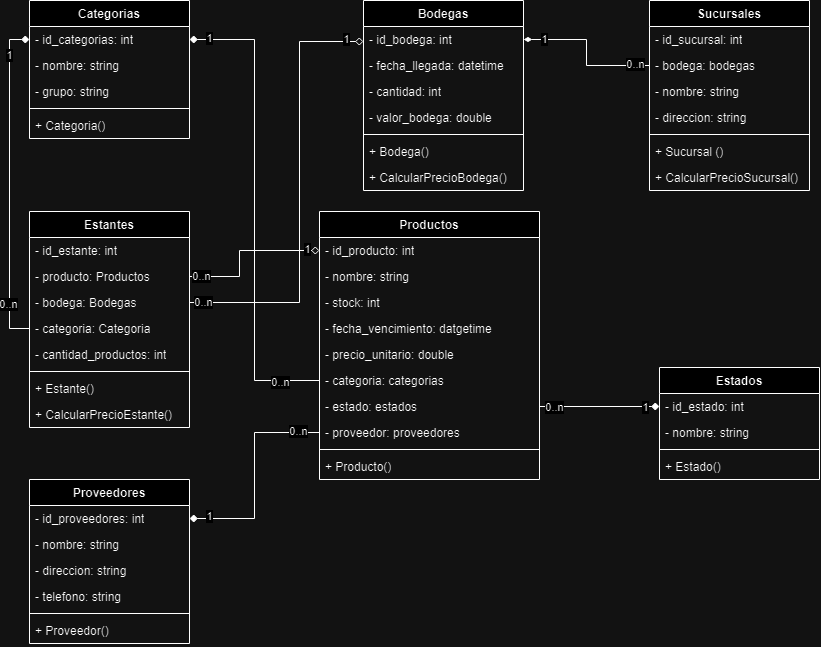 Categorias
- id_categorias: int
- nombre: string
- grupo: string
+ Categoria()
Bodegas
- id_bodega: int
- fecha_llegada: datetime
- cantidad: int
- valor_bodega: double
+ Bodega()
+ CalcularPrecioBodega()
Sucursales
- id_sucursal: int
- bodega: bodegas
- nombre: string
- direccion: string
+ Sucursal ()
+ CalcularPrecioSucursal()
1
1
1
1
0..n
Estantes
- id_estante: int
- producto: Productos
- bodega: Bodegas
- categoria: Categoria
- cantidad_productos: int
+ Estante()
+ CalcularPrecioEstante()
0..n
0..n
0..n
1
Productos
- id_producto: int
- nombre: string
- stock: int
- fecha_vencimiento: datgetime
- precio_unitario: double
- categoria: categorias
- estado: estados
- proveedor: proveedores
+ Producto()
0..n
0..n
0..n
1
Estados
- id_estado: int
- nombre: string
+ Estado()
Proveedores
- id_proveedores: int
- nombre: string
- direccion: string
- telefono: string
+ Proveedor()
1